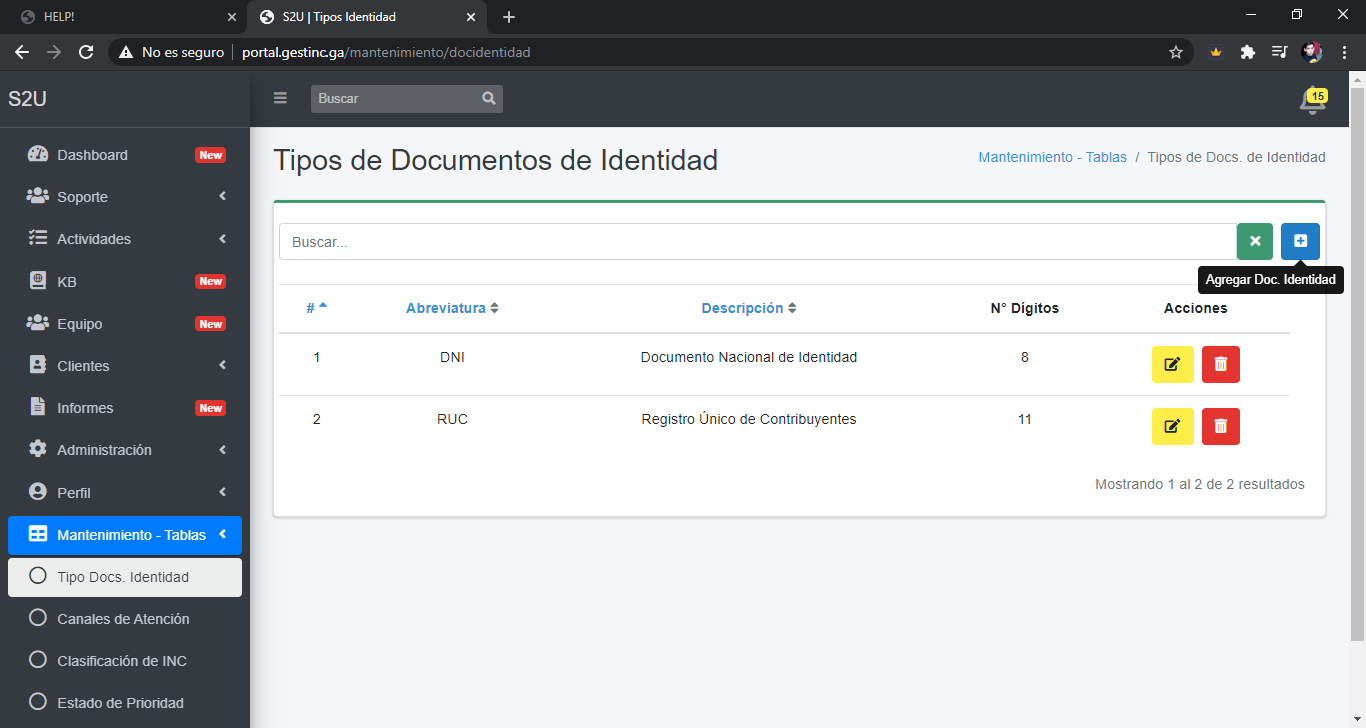 HELP!
S2U | Tipos Identidad
No es seguro
portal.gestinc.ga/mantenimiento/docidentidad
S2U
Buscar
15
Dashboard New
Soporte
Actividades
KB New
Equipo New
Clientes
Informes New
Administración
Perfil
Mantenimiento - Tablas
Tipo Docs. Identidad
Canales de Atención
Clasificación de INC
Estado de Prioridad
Tipos de Documentos de Identidad
Mantenimiento - Tablas / Tipos de Docs. de Identidad
Buscar...
Agregar Doc. Identidad
# Abreviatura Descripción N° Dígitos Acciones
1 DNI Documento Nacional de Identidad 8
2 RUC Registro Único de Contribuyentes 11
Mostrando 1 al 2 de 2 resultados